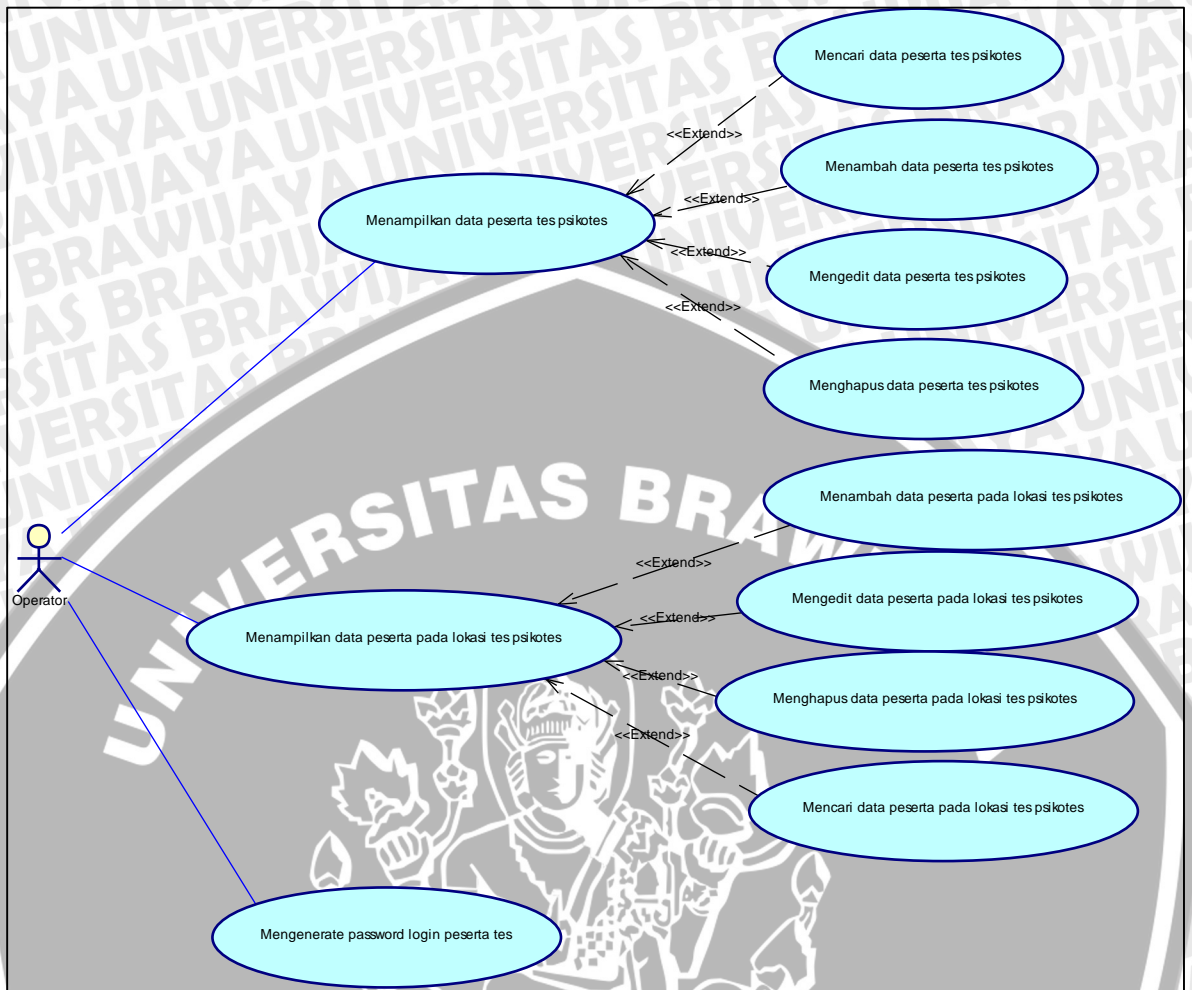 Mencari data peserta tes psikotes
<<Extend>>
Menambah data peserta tes psikotes
<<Extend>>
Menampilkan data peserta tes psikotes
<<Extend>>
Mengedit data peserta tes psikotes
<<Extend>>
Menghapus data peserta tes psikotes
UNIVERSITAS BRAW
Menambah data peserta pada lokasi tes psikotes
<<Extend>>
Operator
Mengedit data peserta pada lokasi tes psikotes
<<Extend>>
Menampilkan data peserta pada lokasi tes psikotes
<<Extend>>
Menghapus data peserta pada lokasi tes psikotes
<<Extend>>
Mencari data peserta pada lokasi tes psikotes
Mengenerate password login peserta tes